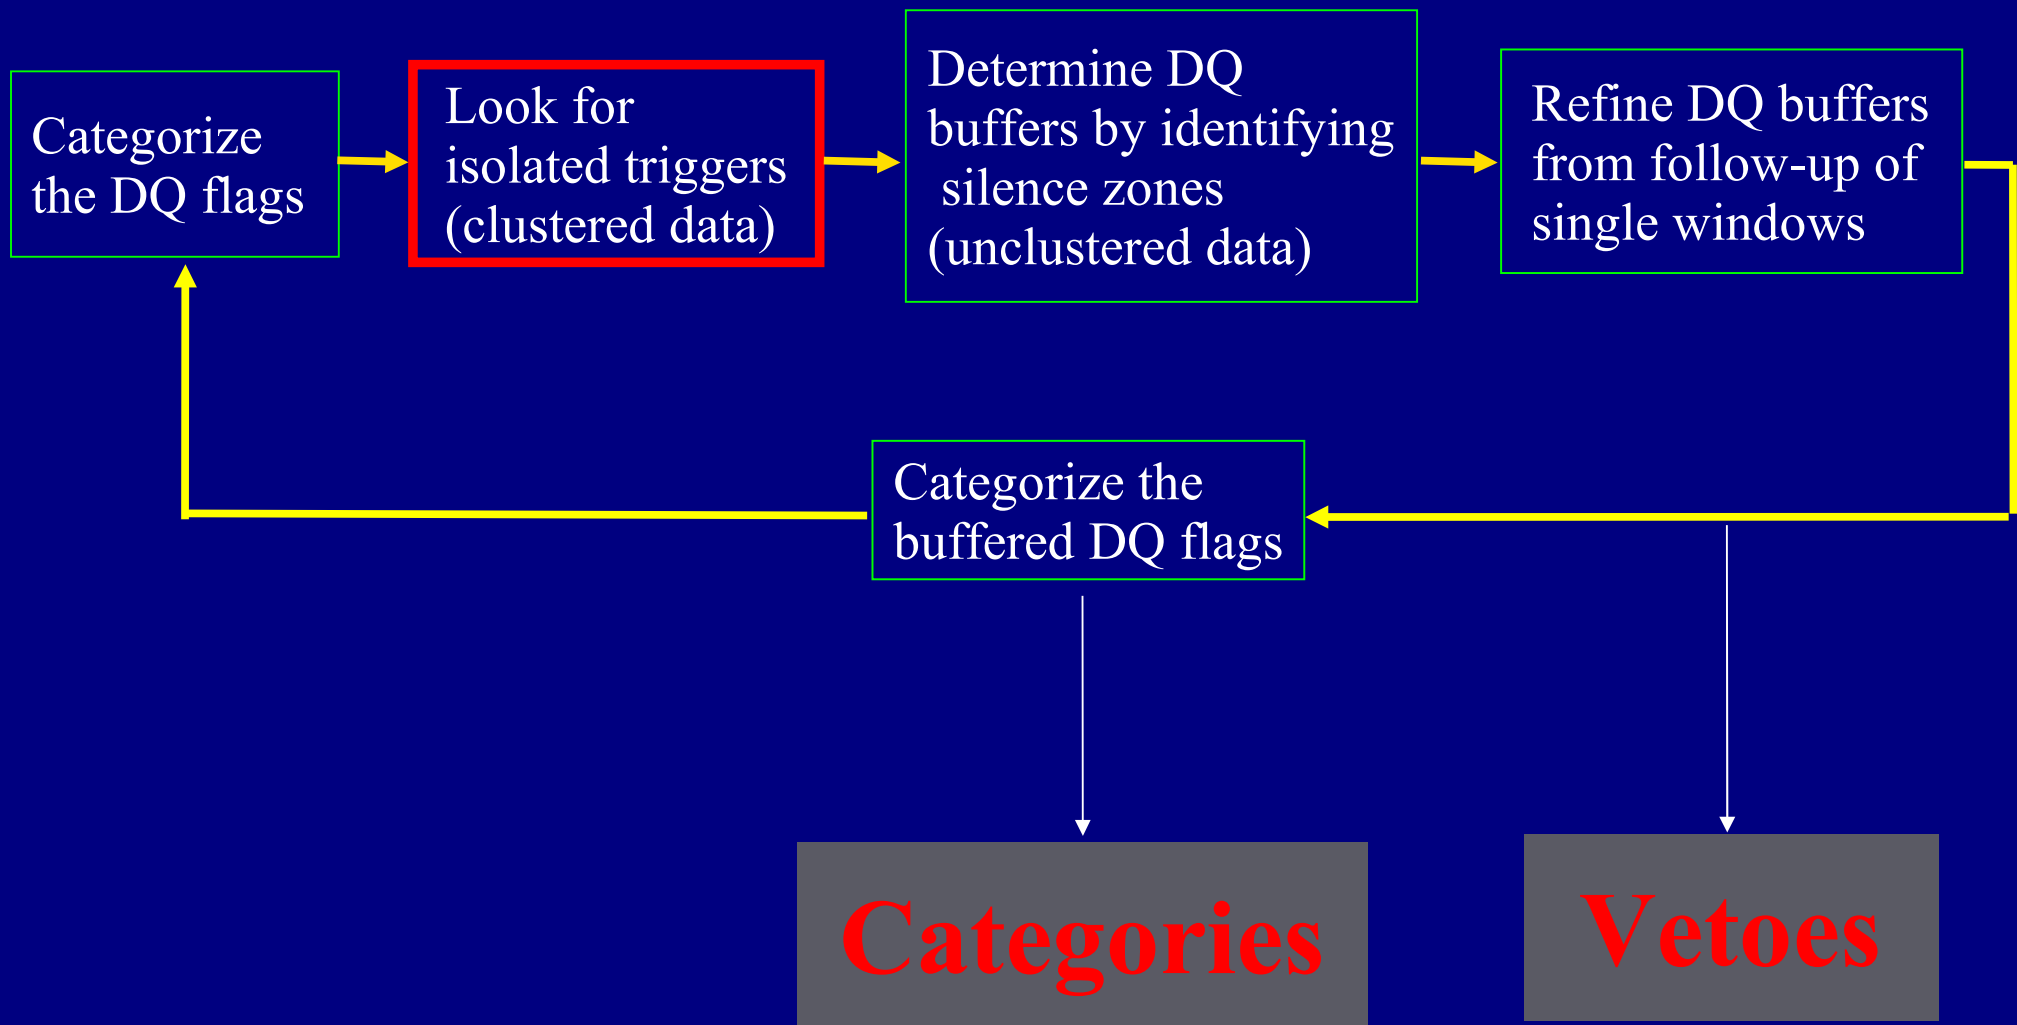 Categorize
the DQ flags
Look for
isolated triggers
(clustered data)
Determine DQ
buffers by identifying
silence zones
(unclustered data)
Refine DQ buffers
from follow-up of
single windows
Categorize the
buffered DQ flags
Categories
Vetoes